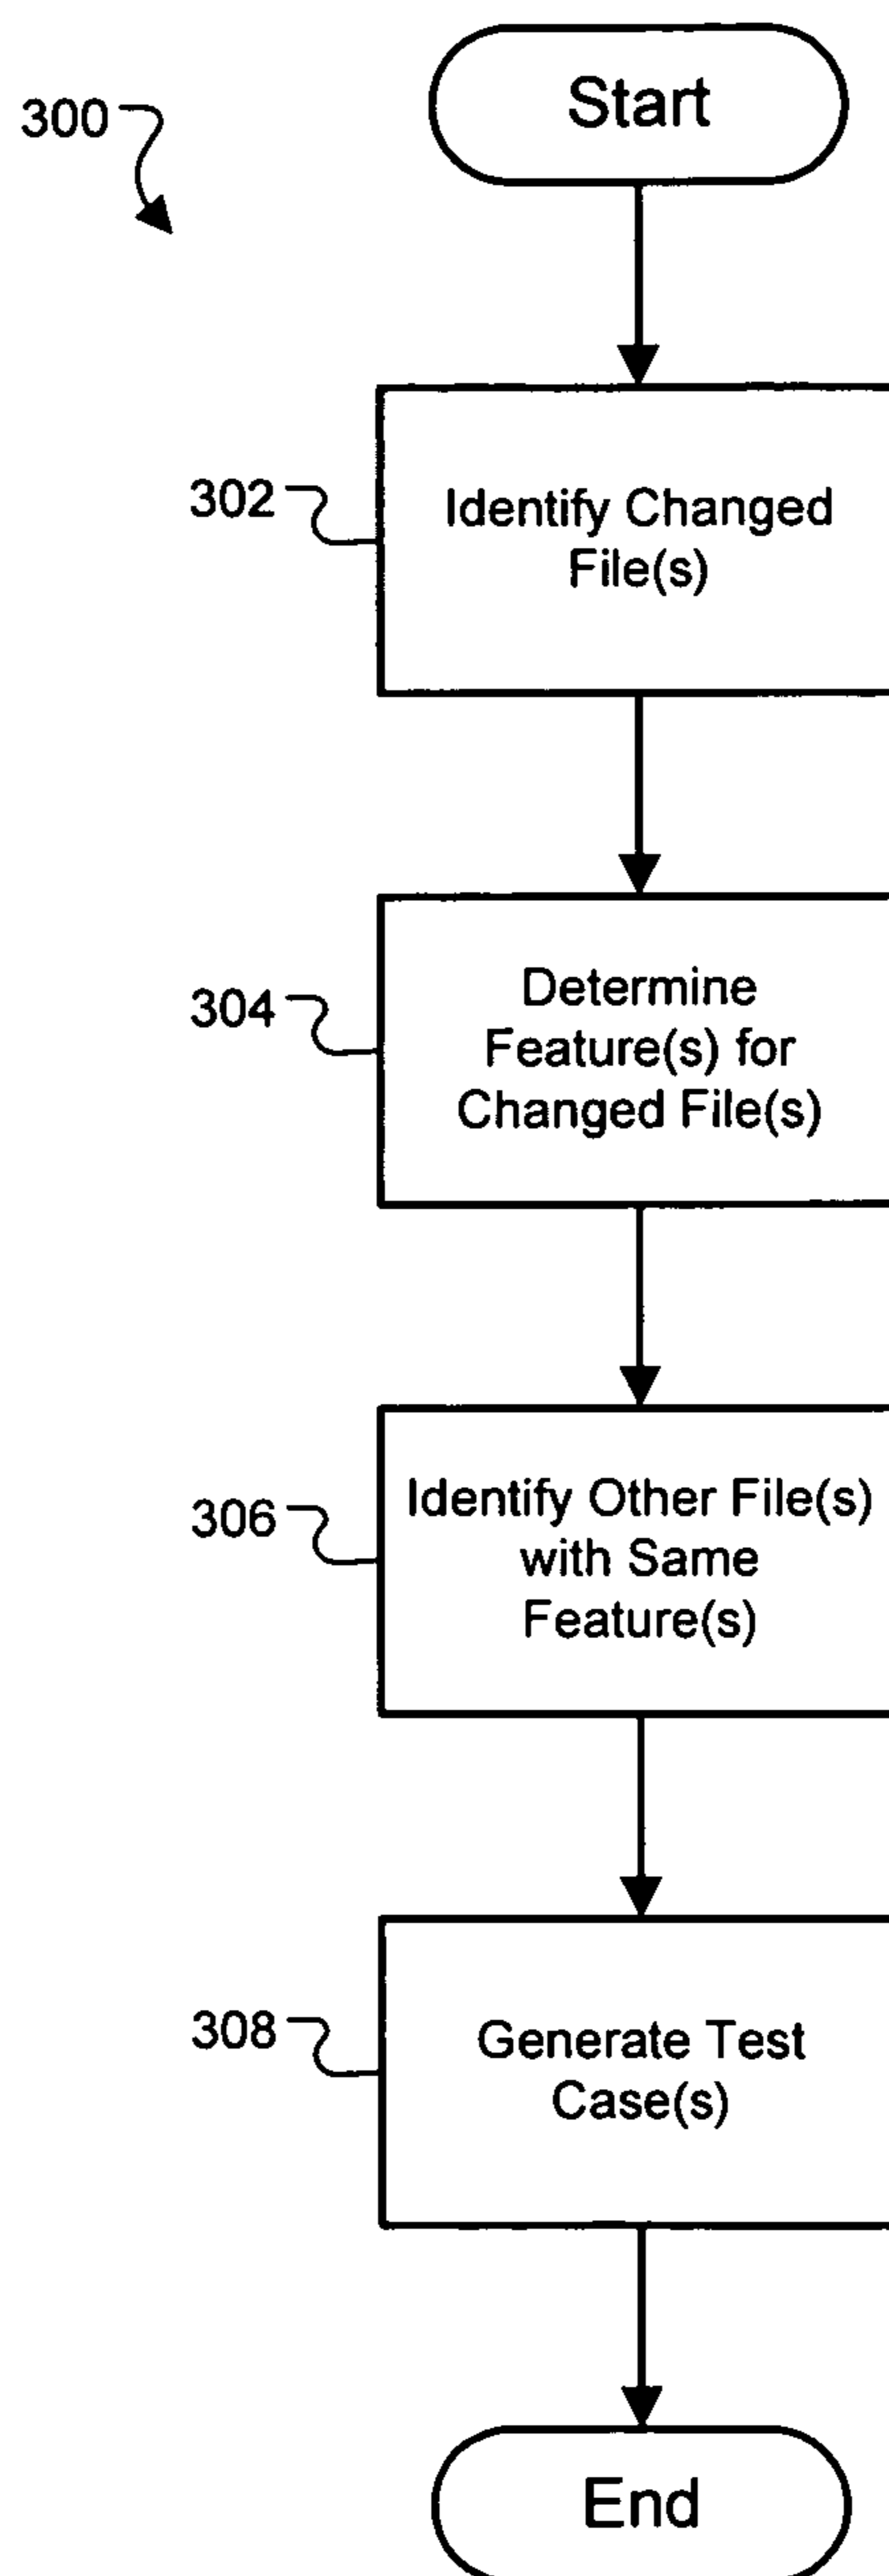 Start
300
302
Identify Changed
File(s)
304
Determine
Feature(s) for
Changed File(s)
306
Identify Other File(s)
with Same
Feature(s)
308
Generate Test
Case(s)
End